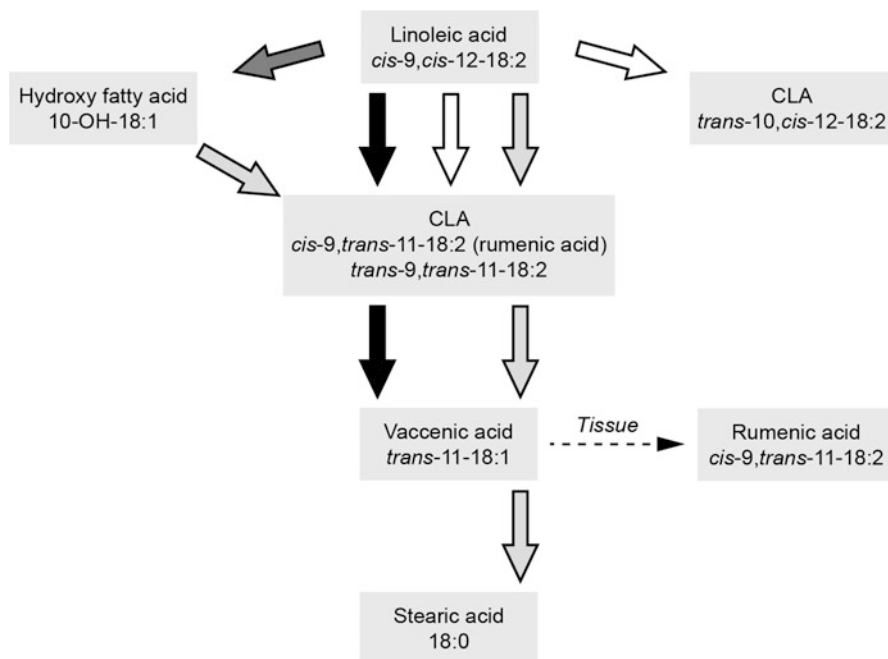 Linoleic acid
cis-9,cis-12-18:2
Hydroxy fatty acid
10-OH-18:1
CLA
trans-10,cis-12-18:2
CLA
cis-9,trans-11-18:2 (rumenic acid)
trans-9,trans-11-18:2
Vaccenic acid
trans-11-18:1
Tissue
Rumenic acid
cis-9,trans-11-18:2
Stearic acid
18:0